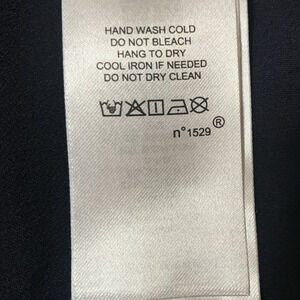 HAND WASH COLD
DO NOT BLEACH
HANG TO DRY
COOL IRON IF NEEDED
DO NOT DRY CLEAN
n°1529®